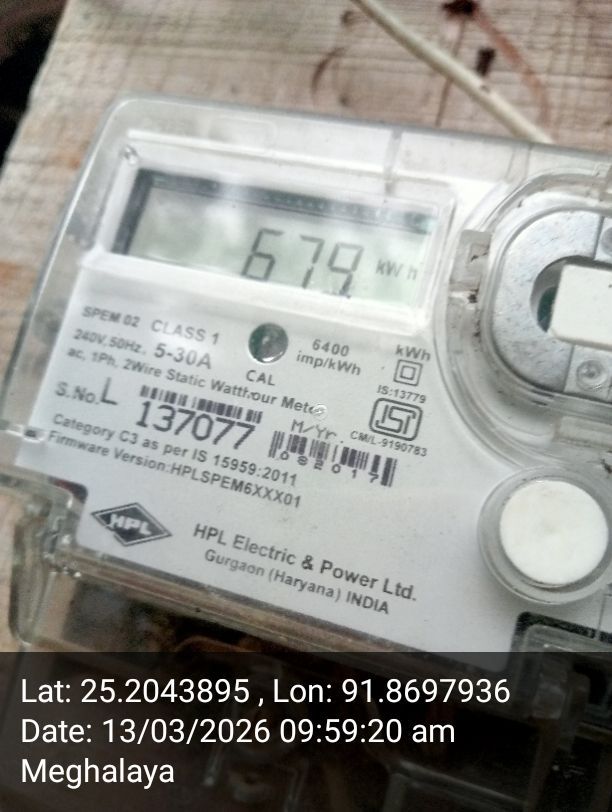 679 kWh
SPEM 02 CLASS 1
240V,50Hz. 5-30A
ac, 1Ph, 2Wire Static Watthour Meter
CAL
6400
imp/kWh
kWh
IS:13779
ISI
CM/L-9190783
S.No.L 137077
M/Yr.
082017
Category C3 as per IS 15959:2011
Firmware Version:HPLSPEM6XXX01
HPL
HPL Electric & Power Ltd.
Gurgaon (Haryana) INDIA
Lat: 25.2043895 , Lon: 91.8697936
Date: 13/03/2026 09:59:20 am
Meghalaya